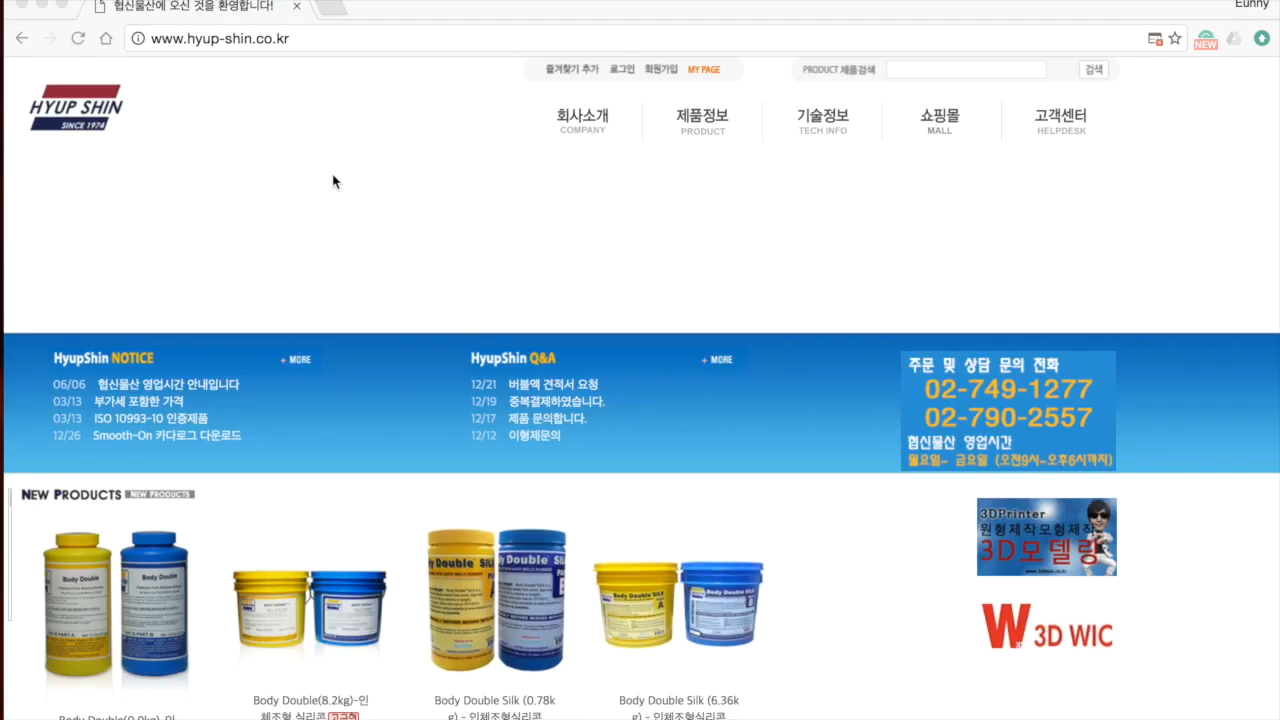 협신물산에 오신 것을 환영합니다!
Eunny
www.hyup-shin.co.kr
NEW
즐겨찾기 추가 로그인 회원가입 MY PAGE
PRODUCT 제품검색 검색
HYUP SHIN
SINCE 1974
회사소개 제품정보 기술정보 쇼핑몰 고객센터
COMPANY PRODUCT TECH INFO MALL HELPDESK
HyupShin NOTICE + MORE
06/06 협신물산 영업시간 안내입니다
03/13 부가세 포함한 가격
03/13 ISO 10993-10 인증제품
12/26 Smooth-On 카다로그 다운로드
HyupShin Q&A + MORE
12/21 버블액 견적서 요청
12/19 중복결제하였습니다.
12/17 제품 문의합니다.
12/12 이형제문의
주문 및 상담 문의 전화
02-749-1277
02-790-2557
협신물산 영업시간
월요일~ 금요일 (오전9시~오후6시까지)
NEW PRODUCTS NEW PRODUCTS
Body Double
Body Double
3DPrinter
원형제작모형제작
3D모델링
W 3D WIC
Body Double(8.2kg)-인
체조형 실리콘
Body Double Silk (0.78k
g) - 인체조형실리콘
Body Double Silk (6.36k
g) - 인체조형실리콘